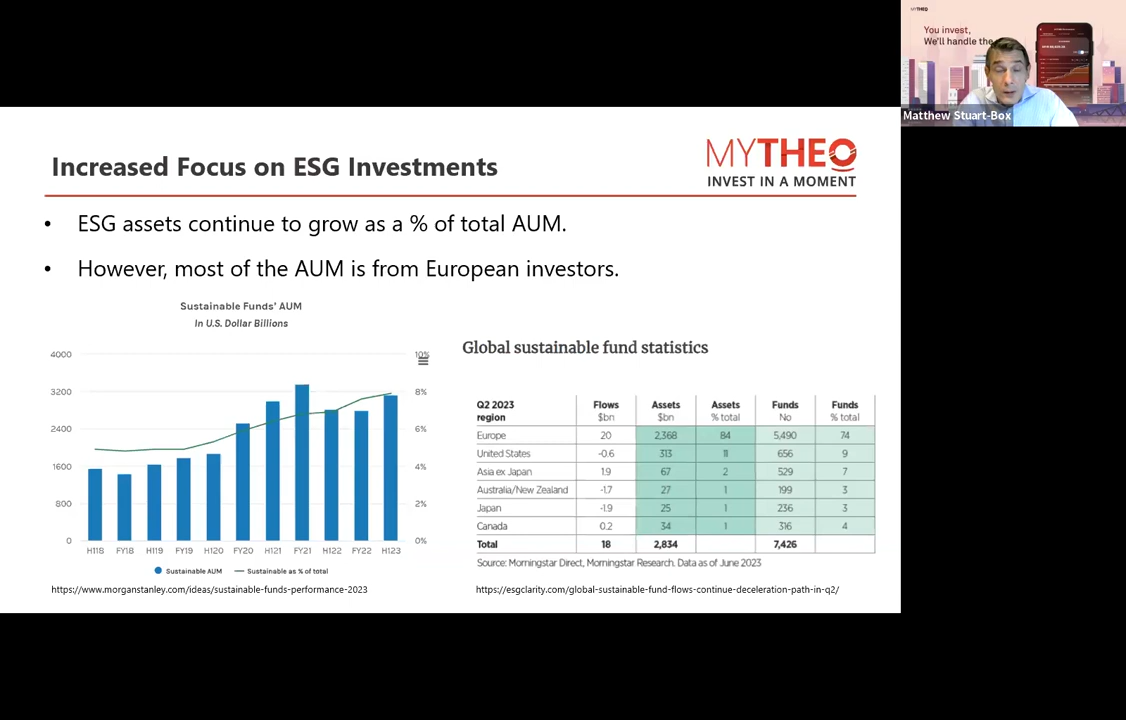 MYTHEO
You invest,
We'll handle the
Matthew Stuart-Box
Increased Focus on ESG Investments
MYTHEO
INVEST IN A MOMENT
• ESG assets continue to grow as a % of total AUM.
• However, most of the AUM is from European investors.
Sustainable Funds' AUM
In U.S. Dollar Billions
4000 10%
3200 8%
2400 6%
1600 4%
800 2%
0 0%
H118 FY18 H119 FY19 H120 FY20 H121 FY21 H122 FY22 H123
Sustainable AUM Sustainable as % of total
https://www.morganstanley.com/ideas/sustainable-funds-performance-2023
Global sustainable fund statistics
Q2 2023 Flows Assets Assets Funds Funds
region $bn $bn % total No % total
Europe 20 2,368 84 5,490 74
United States -0.6 313 11 656 9
Asia ex Japan 1.9 67 2 529 7
Australia/New Zealand -1.7 27 1 199 3
Japan -1.9 25 1 236 3
Canada 0.2 34 1 316 4
Total 18 2,834 7,426
Source: Morningstar Direct, Morningstar Research. Data as of June 2023
https://esgclarity.com/global-sustainable-fund-flows-continue-deceleration-path-in-q2/